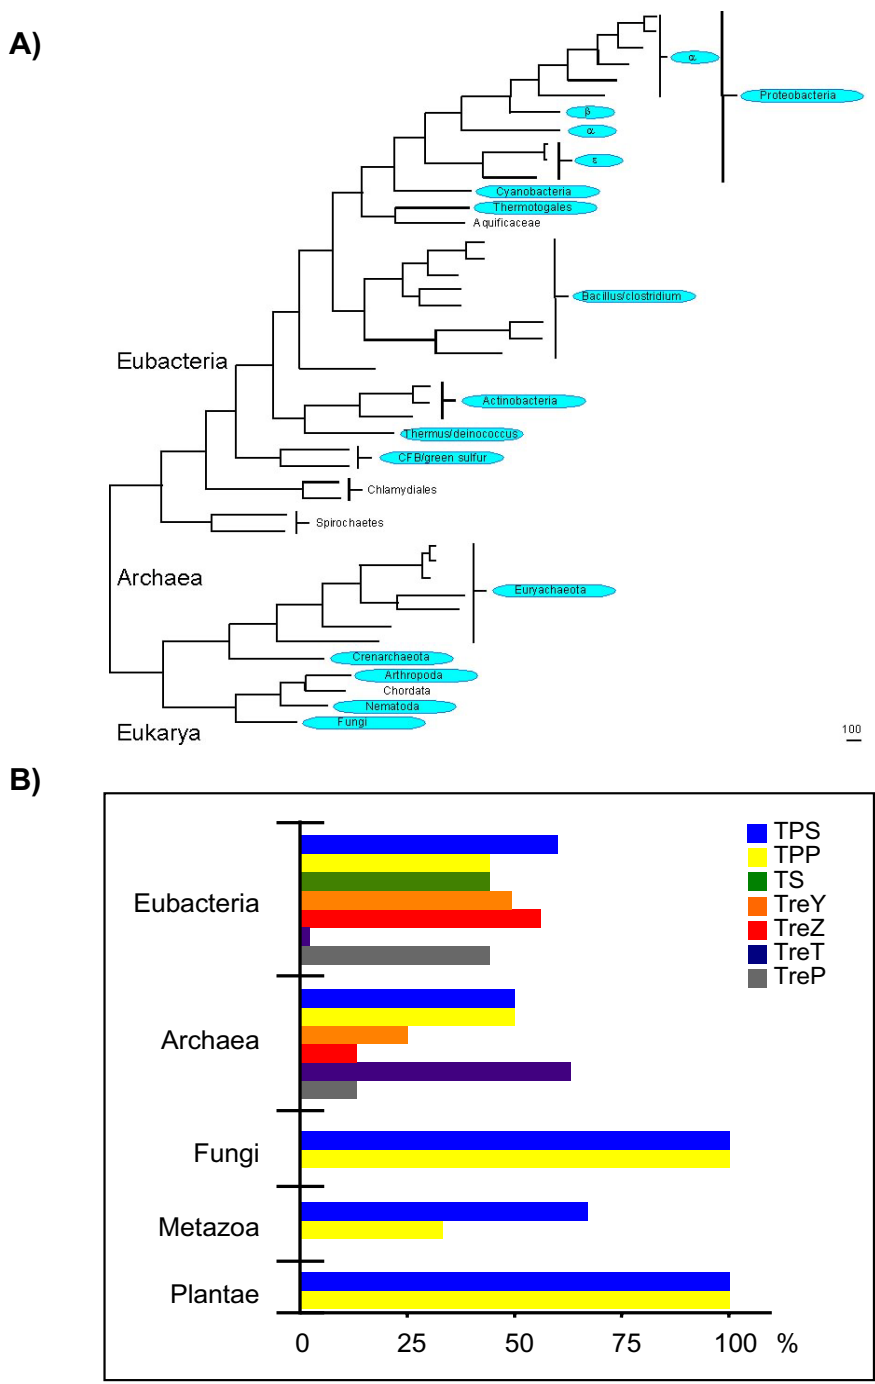 A)
α
Proteobacteria
β
α
ε
Cyanobacteria
Thermotogales
Aquificaceae
Bacillus/clostridium
Eubacteria
Actinobacteria
Thermus/deinococcus
CFB/green sulfur
Chlamydiales
Spirochaetes
Archaea
Euryachaeota
Crenarchaeota
Arthropoda
Chordata
Nematoda
Fungi
Eukarya
100
B)
TPS
TPP
TS
TreY
TreZ
TreT
TreP
Eubacteria
Archaea
Fungi
Metazoa
Plantae
0 25 50 75 100 %